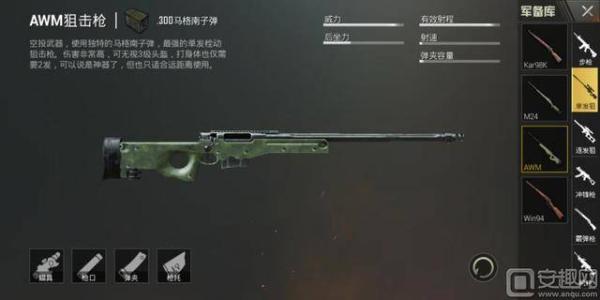 AWM狙击枪 .300马格南子弹
空投武器，使用独特的马格南子弹，最强的单发栓动
狙击枪。伤害非常高，可无视3级头盔，打身体也仅需
要2发，可以说是神器了，但也只适合远距离使用。
威力
有效射程
后坐力
射速
弹夹容量
军备库
Kar98K
M24
AWM
Win94
步枪
单发狙
连发狙
冲锋枪
霰弹枪
瞄具
枪口
弹夹
枪托
安趣网
www.anqu.com